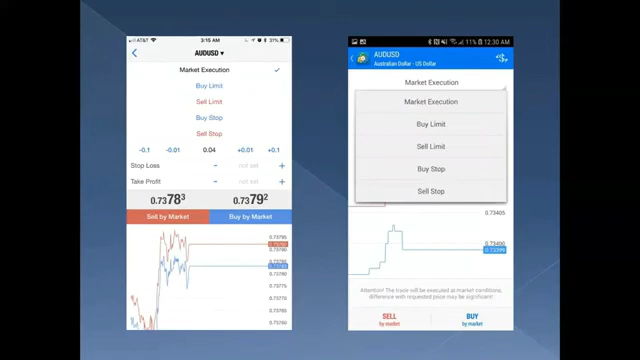 AT&T 3:15 AM 31%
AUDUSD ▾
Market Execution ✓
Buy Limit
Sell Limit
Buy Stop
Sell Stop
-0.1 -0.01 0.04 +0.01 +0.1
Stop Loss - not set +
Take Profit - not set +
0.73783 0.73792
Sell by Market Buy by Market
11% 12:30 AM
AUDUSD
Australian Dollar - US Dollar
Market Execution
Market Execution
Buy Limit
Sell Limit
Buy Stop
Sell Stop
0.73405
0.73400
0.73399
Attention! The trade will be executed at market conditions,
difference with requested price may be significant!
SELL BUY
by market by market